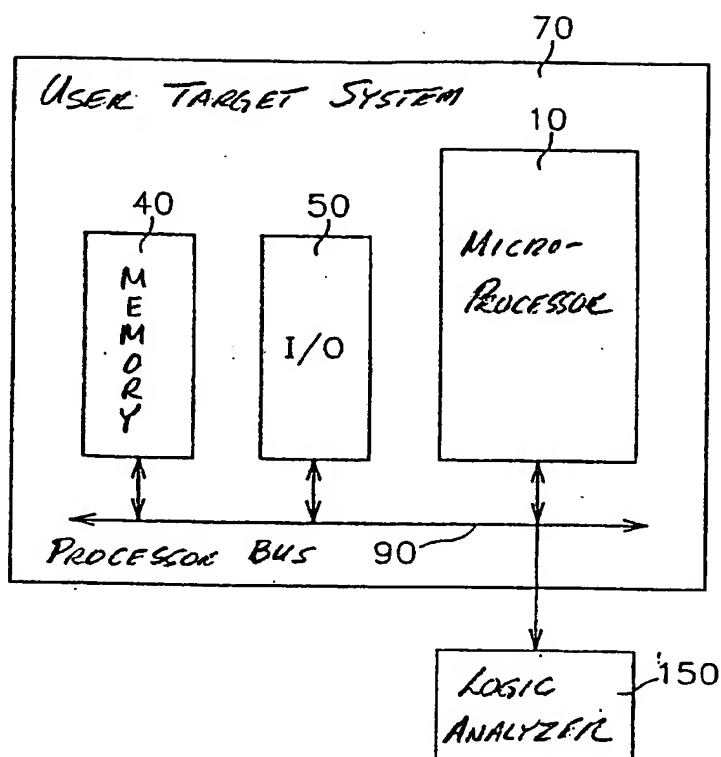 70
USER TARGET SYSTEM
10
40
50
MEMORY
I/O
MICRO-
PROCESSOR
PROCESSOR BUS
90
150
LOGIC
ANALYZER